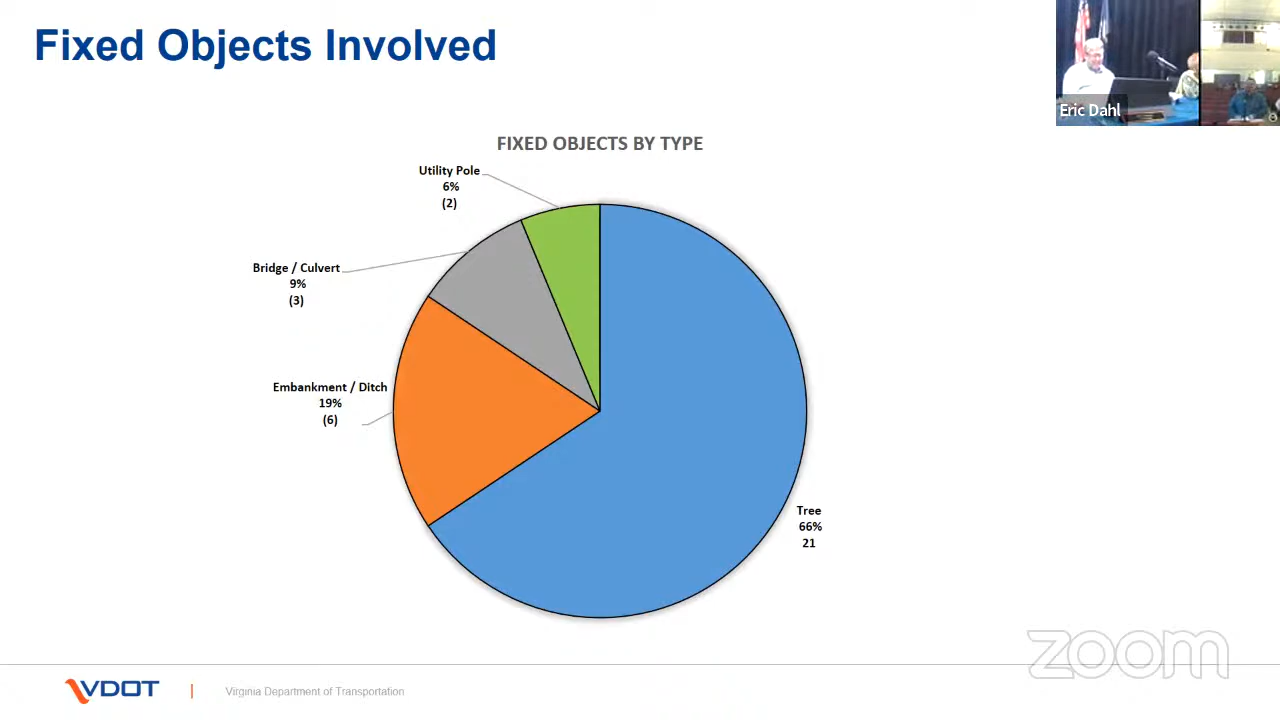 Fixed Objects Involved
Eric Dahl
FIXED OBJECTS BY TYPE
Utility Pole
6%
(2)
Bridge / Culvert
9%
(3)
Embankment / Ditch
19%
(6)
Tree
66%
21
zoom
VDOT
Virginia Department of Transportation